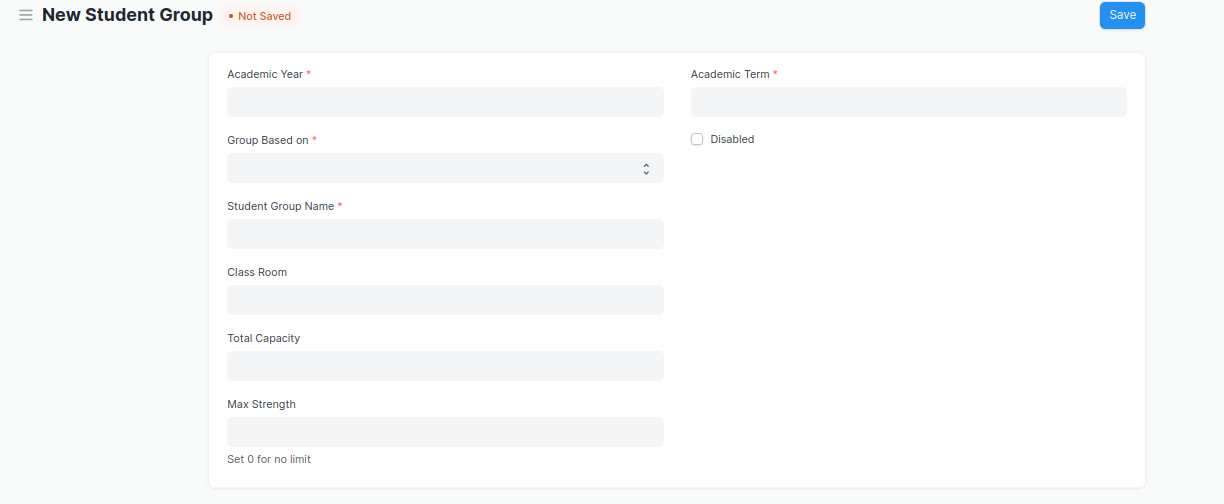 New Student Group
• Not Saved
Save
Academic Year *
Academic Term *
Group Based on *
Disabled
Student Group Name *
Class Room
Total Capacity
Max Strength
Set 0 for no limit